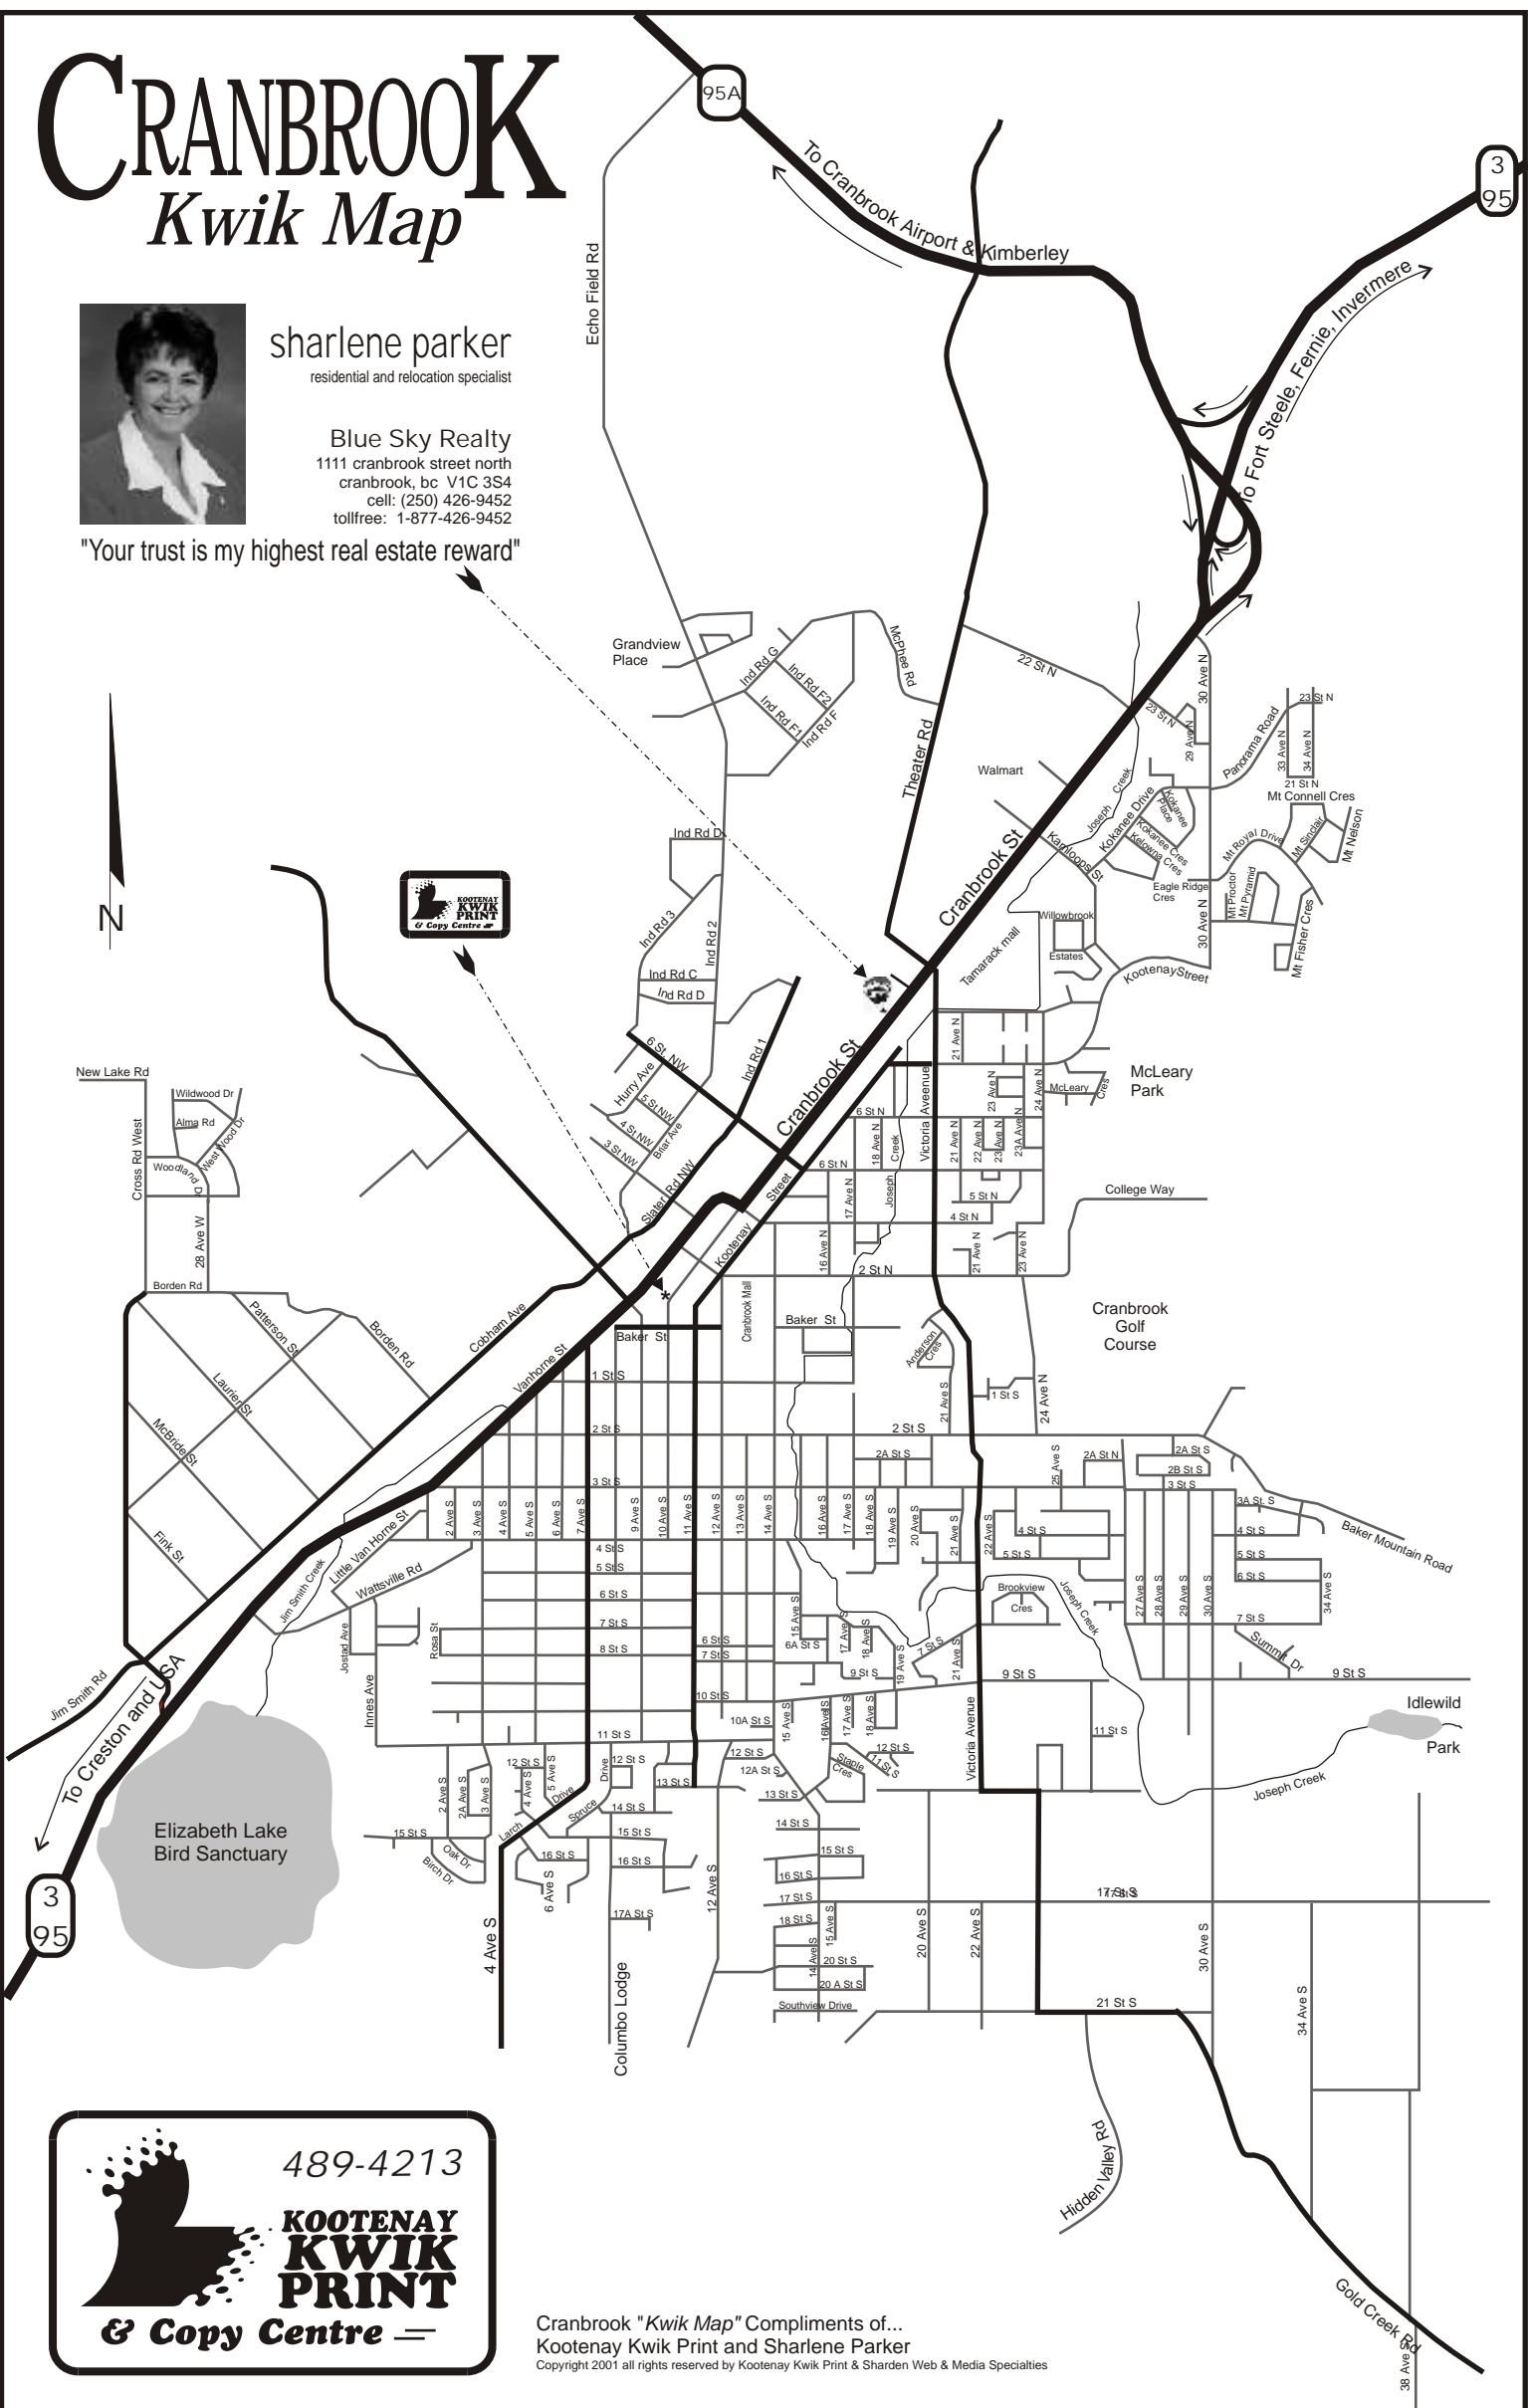 CRANBROOK
Kwik Map
sharlene parker
residential and relocation specialist
Blue Sky Realty
1111 cranbrook street north
cranbrook, bc V1C 3S4
cell: (250) 426-9452
tollfree: 1-877-426-9452
"Your trust is my highest real estate reward"
95A
To Cranbrook Airport & Kimberley
3
95
To Fort Steele, Fernie, Invermere
Echo Field Rd
Grandview
Place
Ind Rd G
Ind Rd F2
Ind Rd F1
Ind Rd F
McPhee Rd
Theater Rd
22 St N
23 St N
29 Ave N
30 Ave N
Panorama Road
23 St N
33 Ave N
34 Ave N
21 St N
Mt Connell Cres
Mt Sinclair
Mt Nelson
Mt Royal Drive
Mt Proctor
Mt Pyramid
Mt Fisher Cres
Eagle Ridge
Cres
30 Ave N
Walmart
Joseph Creek
Kokanee Drive
Kokanee
Place
Kokanee Cres
Kelowna Cres
Kamloops St
Cranbrook St
Willowbrook
Estates
Tamarack mall
KootenayStreet
N
KOOTENAY
KWIK
PRINT
& Copy Centre
Ind Rd D
Ind Rd 3
Ind Rd 2
Ind Rd C
Ind Rd D
Ind Rd 1
6 St. NW
Hurry Ave
5 St NW
4 St NW
3 St NW
Briar Ave
Slater Rd NW
Cranbrook St
21 Ave N
McLeary
Park
McLeary
Cres
23 Ave N
24 Ave N
Victoria Aveenue
6 St N
18 Ave N
Creek
21 Ave N
22 Ave N
23 Ave N
23A Ave N
6 St N
Street
Kootenay
17 Ave N
Joseph
5 St N
4 St N
College Way
16 Ave N
21 Ave N
23 Ave N
2 St N
New Lake Rd
Wildwood Dr
Alma Rd
West Wood Dr
Woodland Dr
Cross Rd West
28 Ave W
Borden Rd
Patterson St
Borden Rd
Laurier St
McBride St
Fink St
Cobham Ave
Vanhorne St
*
Baker St
Cranbrook Mall
Baker St
Anderson
Cres
Cranbrook
Golf
Course
1 St S
21 Ave S
1 St S
24 Ave N
2 St S
2 St S
2A St S
25 Ave S
2A St N
2A St S
2B St S
3 St S
3 St S
3A St. S
Baker Mountain Road
2 Ave S
3 Ave S
4 Ave S
5 Ave S
6 Ave S
7 Ave S
9 Ave S
10 Ave S
11 Ave S
12 Ave S
13 Ave S
14 Ave S
16 Ave S
17 Ave S
18 Ave S
19 Ave S
20 Ave S
21 Ave S
22 Ave S
4 St S
5 St S
4 St S
5 St S
6 St S
4 St S
5 St S
6 St S
7 St S
8 St S
Little Van Horne St
Wattsville Rd
Jim Smith Creek
Jostad Ave
Innes Ave
Rosa St
Brookview
Cres
Joseph Creek
27 Ave S
28 Ave S
29 Ave S
30 Ave S
34 Ave S
7 St S
Summit Dr
9 St S
15 Ave S
17 Ave S
18 Ave S
6 St S
6A St S
7 St S
7 St S
19 Ave S
21 Ave S
9 St S
9 St S
10 St S
10A St S
15 Ave S
16 Ave S
17 Ave S
18 Ave S
Victoria Avenue
11 St S
Idlewild
Park
Joseph Creek
Jim Smith Rd
To Creston and USA
3
95
Elizabeth Lake
Bird Sanctuary
11 St S
12 St S
12 St S
12 St S
12A St S
12 St S
11 St S
Staple
Cres
2 Ave S
2A Ave S
3 Ave S
4 Ave S
5 Ave S
Drive
Drive
Spruce
Larch
13 St S
13 St S
14 St S
14 St S
15 St S
15 St S
15 St S
Oak Dr
Birch Dr
16 St S
16 St S
16 St S
6 Ave S
12 Ave S
17 St S
17 St S
17 St S
17A St S
18 St S
15 Ave S
14 Ave S
20 St S
20 A St S
Southview Drive
20 Ave S
22 Ave S
30 Ave S
34 Ave S
4 Ave S
Columbo Lodge
21 St S
Hidden Valley Rd
Gold Creek Rd
38 Ave S
489-4213
KOOTENAY
KWIK
PRINT
& Copy Centre
Cranbrook "Kwik Map" Compliments of...
Kootenay Kwik Print and Sharlene Parker
Copyright 2001 all rights reserved by Kootenay Kwik Print & Sharden Web & Media Specialties